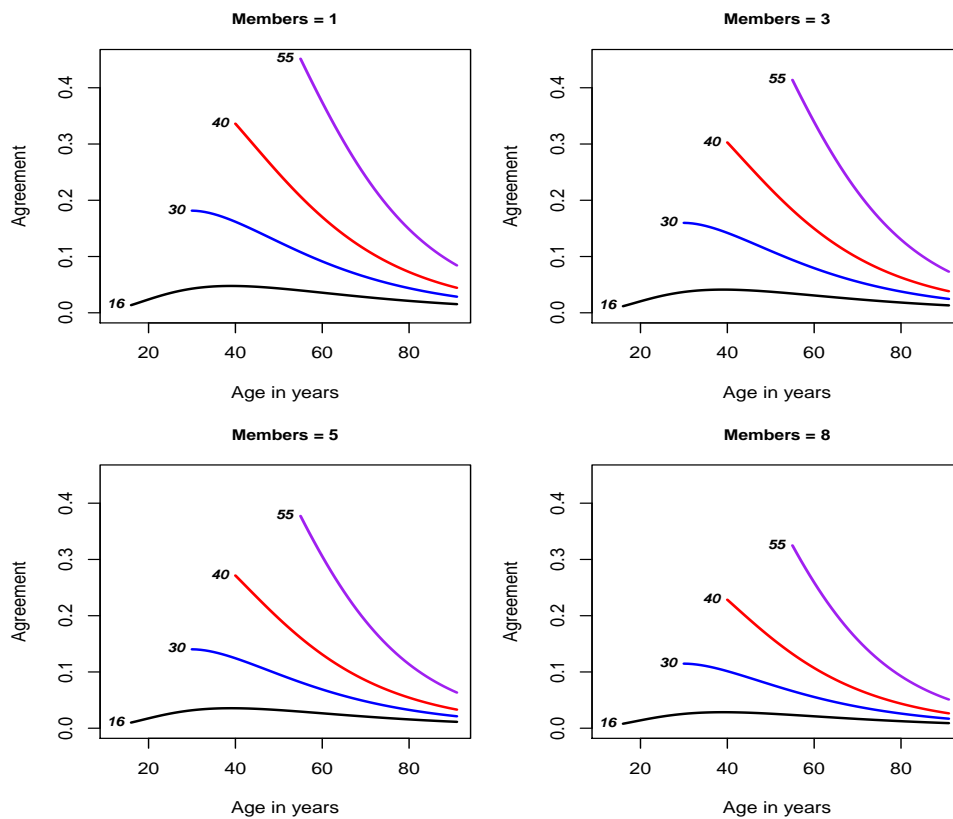 Members = 1
Agreement
0.0 0.1 0.2 0.3 0.4
55
40
30
16
20 40 60 80
Age in years
Members = 3
Agreement
0.0 0.1 0.2 0.3 0.4
55
40
30
16
20 40 60 80
Age in years
Members = 5
Agreement
0.0 0.1 0.2 0.3 0.4
55
40
30
16
20 40 60 80
Age in years
Members = 8
Agreement
0.0 0.1 0.2 0.3 0.4
55
40
30
16
20 40 60 80
Age in years